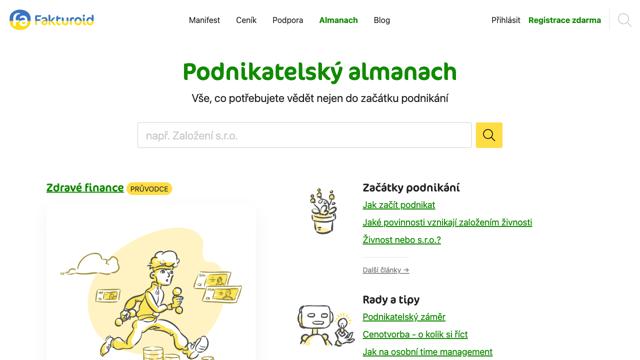 Fakturoid
Manifest Ceník Podpora Almanach Blog
Přihlásit Registrace zdarma
Podnikatelský almanach
Vše, co potřebujete vědět nejen do začátku podnikání
např. Založení s.r.o.
Zdravé finance PRŮVODCE
Začátky podnikání
Jak začít podnikat
Jaké povinnosti vznikají založením živnosti
Živnost nebo s.r.o.?
Další články →
Rady a tipy
Podnikatelský záměr
Cenotvorba - o kolik si říct
Jak na osobní time management